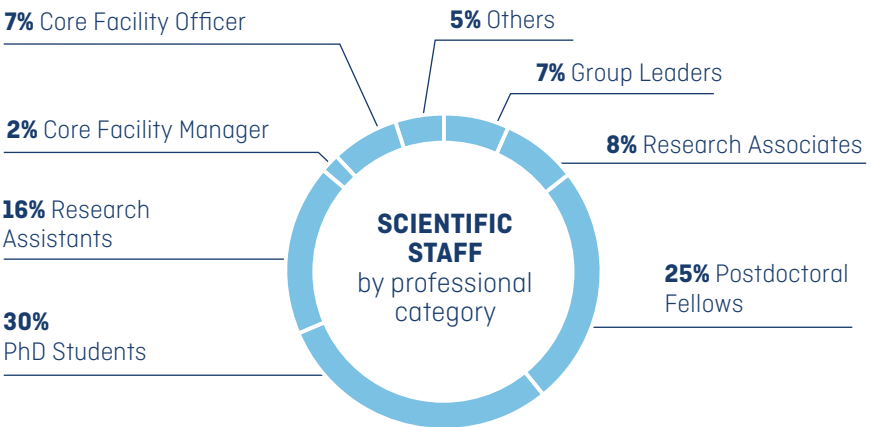 7% Core Facility Officer
5% Others
7% Group Leaders
2% Core Facility Manager
8% Research Associates
16% Research
Assistants
SCIENTIFIC
STAFF
by professional
category
25% Postdoctoral
Fellows
30%
PhD Students